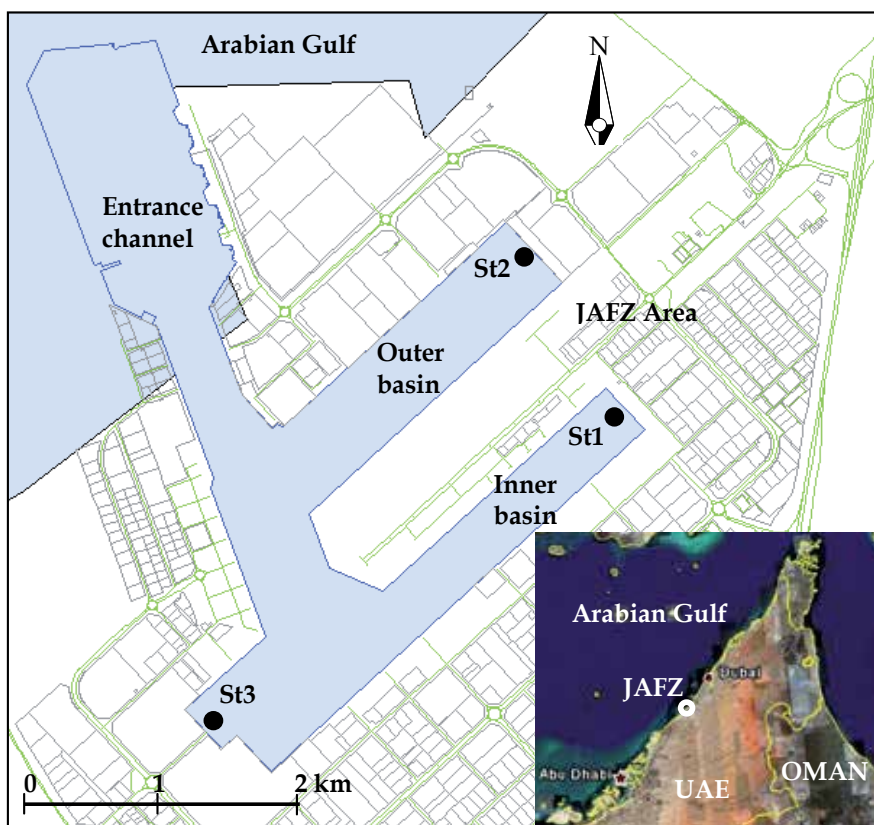 Arabian Gulf
N
Entrance
channel
St2
JAFZ Area
Outer
basin
St1
Inner
basin
St3
0 1 2 km
Arabian Gulf
Dubai
JAFZ
Abu Dhabi
UAE
OMAN